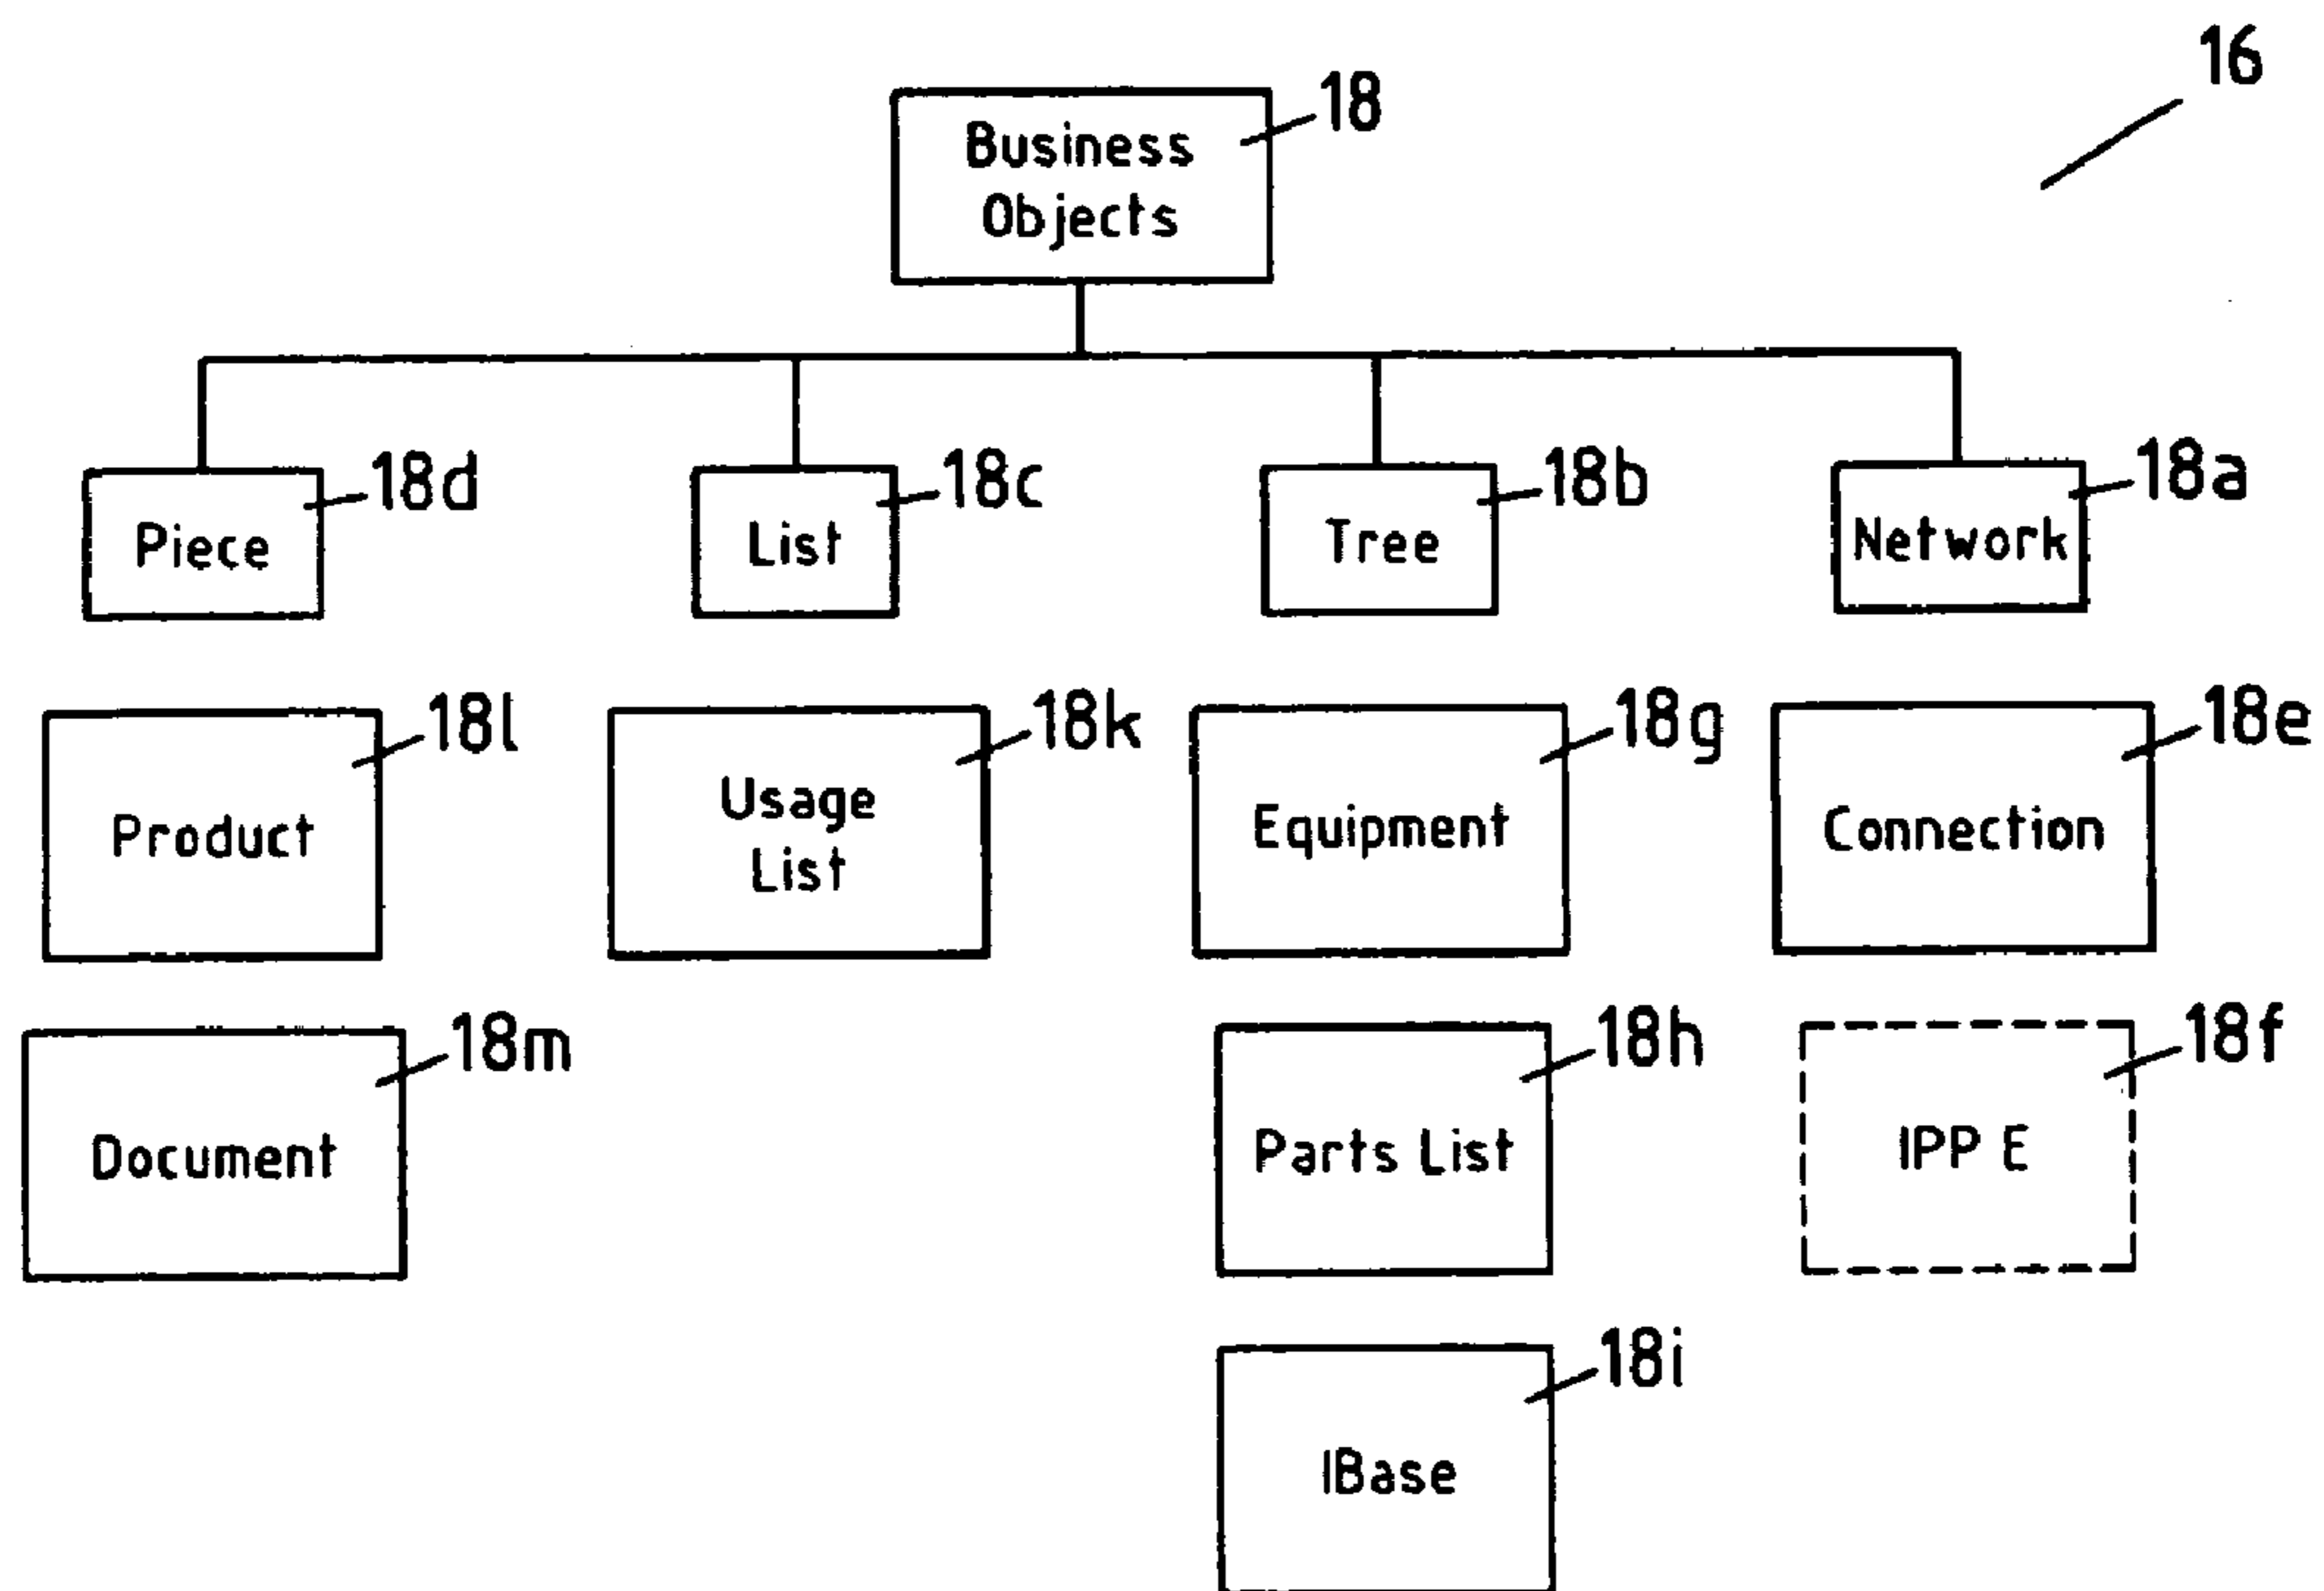 16
18
Business
Objects
18d
18c
18b
18a
Piece
List
Tree
Network
18l
18k
18g
18e
Product
Usage
List
Equipment
Connection
18m
18h
18f
Document
Parts List
IPP E
18i
IBase